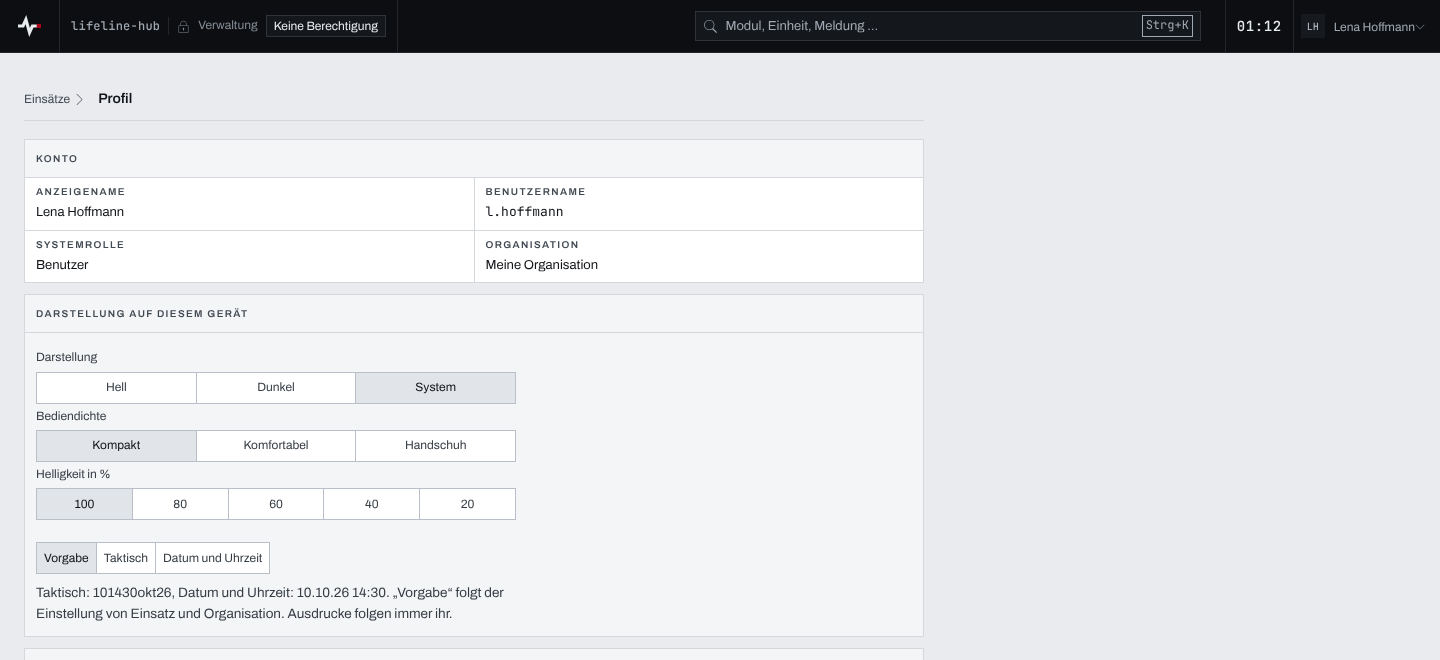 lifeline-hub
Verwaltung
Keine Berechtigung
Modul, Einheit, Meldung ...
Strg+K
01:12
LH
Lena Hoffmann
Einsätze
Profil
KONTO
ANZEIGENAME
Lena Hoffmann
BENUTZERNAME
l.hoffmann
SYSTEMROLLE
Benutzer
ORGANISATION
Meine Organisation
DARSTELLUNG AUF DIESEM GERÄT
Darstellung
Hell
Dunkel
System
Bediendichte
Kompakt
Komfortabel
Handschuh
Helligkeit in %
100
80
60
40
20
Vorgabe
Taktisch
Datum und Uhrzeit
Taktisch: 101430okt26, Datum und Uhrzeit: 10.10.26 14:30. „Vorgabe“ folgt der
Einstellung von Einsatz und Organisation. Ausdrucke folgen immer ihr.